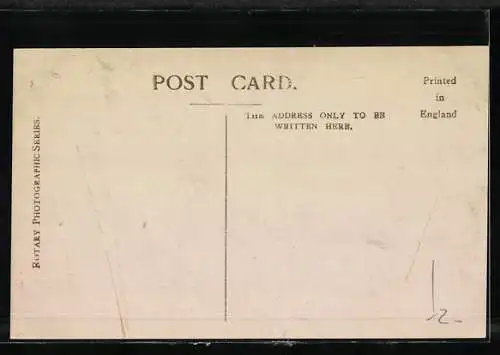 POST CARD.
Printed
in
England
THE ADDRESS ONLY TO BE
WRITTEN HERE.
ROTARY PHOTOGRAPHIC SERIES.
12-